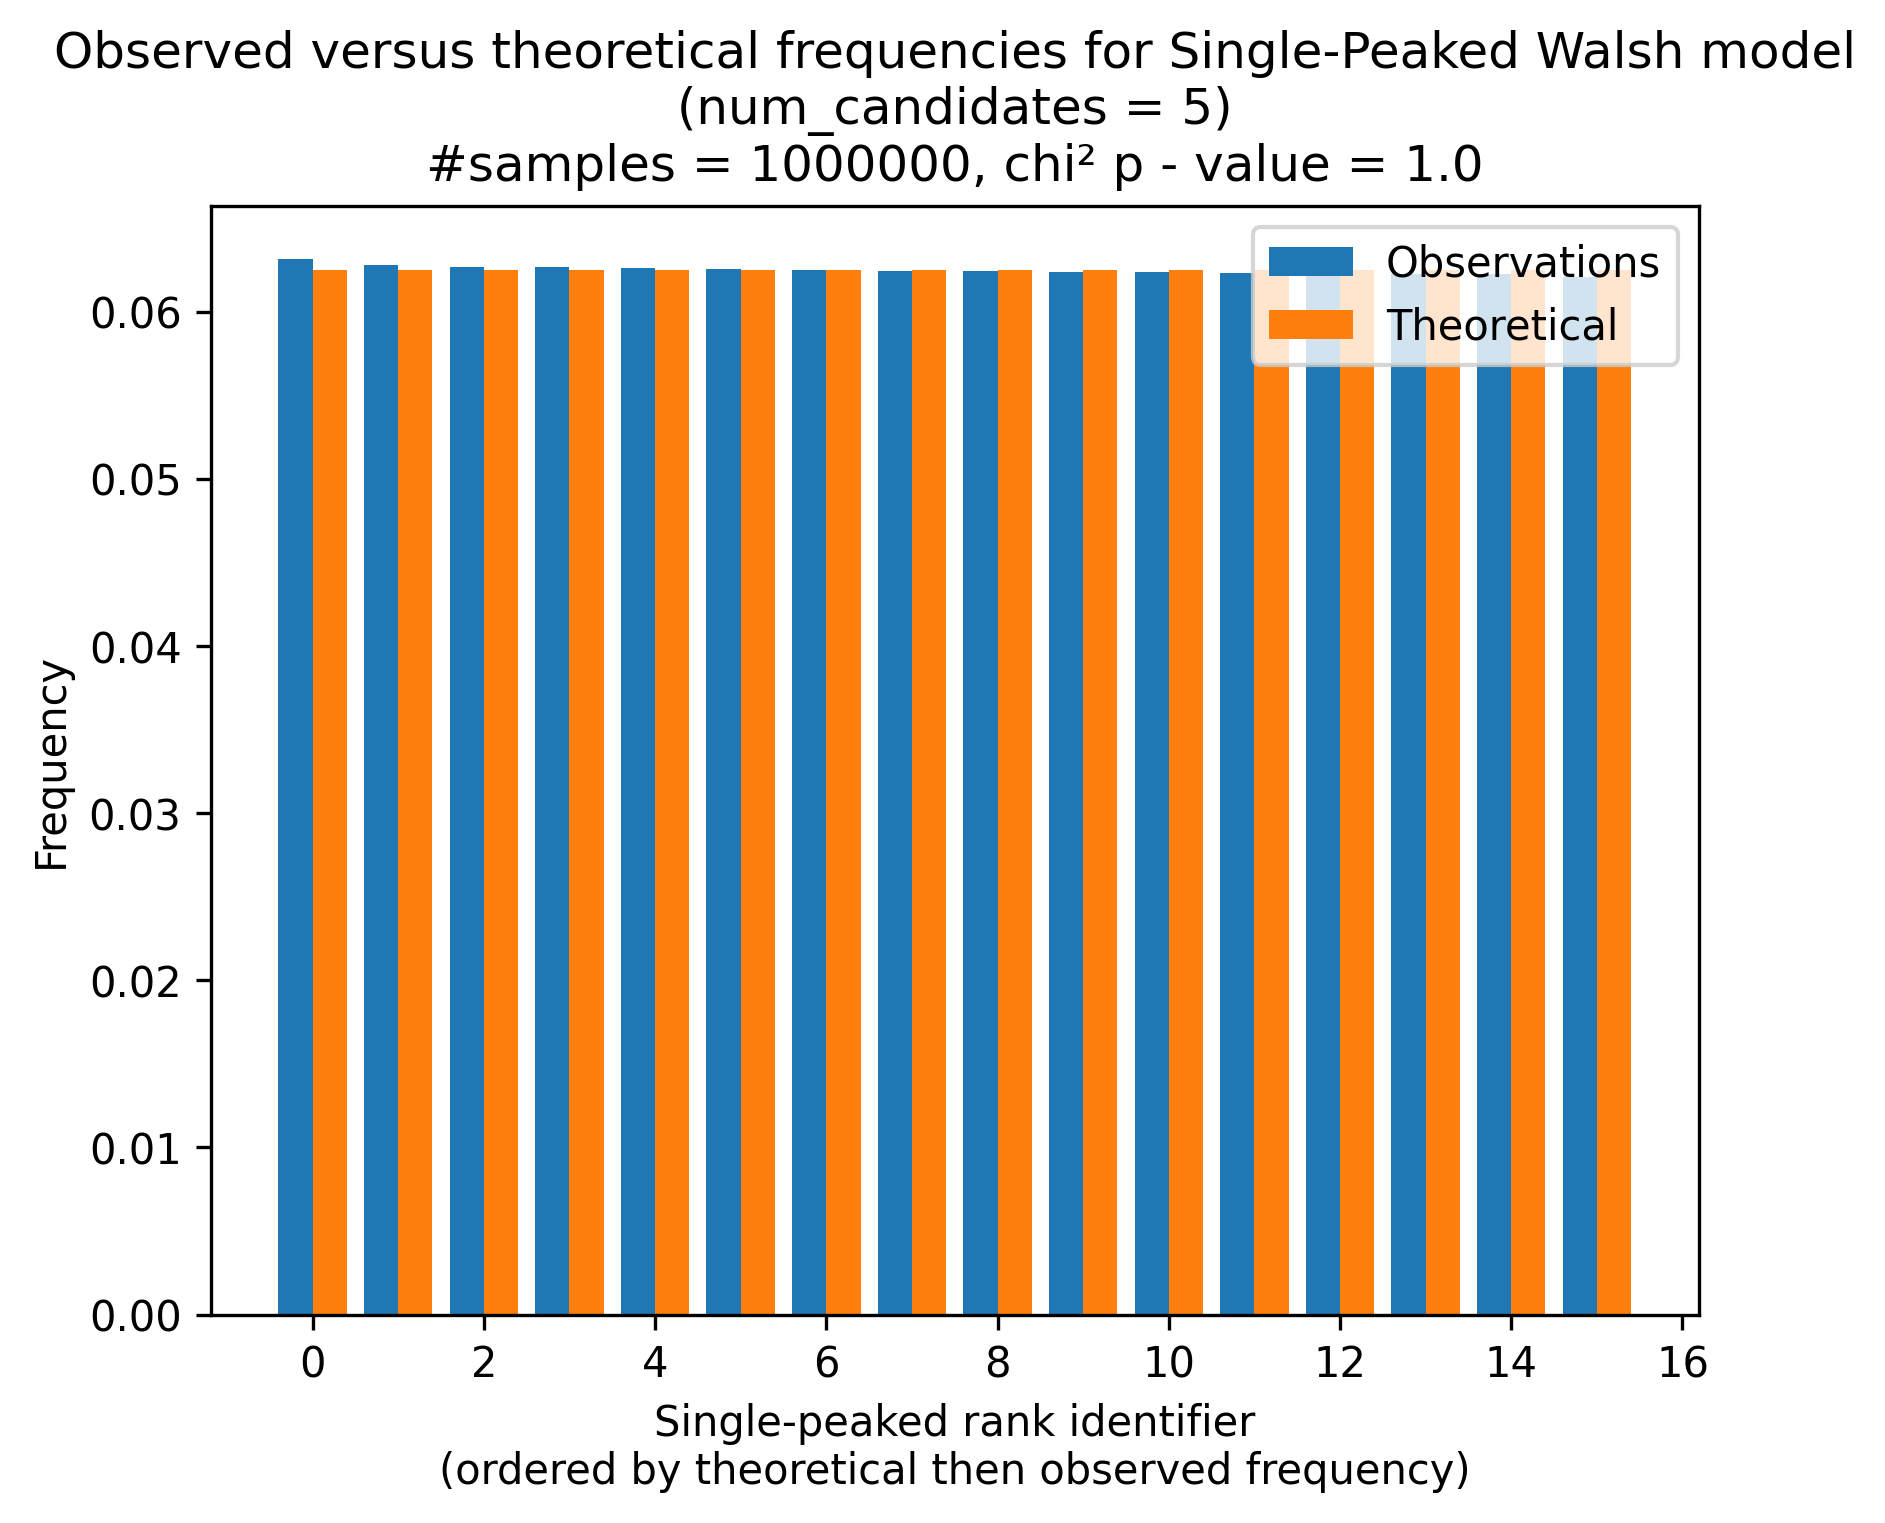 Observed versus theoretical frequencies for Single-Peaked Walsh model
(num_candidates = 5)
#samples = 1000000, chi² p - value = 1.0
Observations
Theoretical
0.06
0.05
0.04
0.03
0.02
0.01
0.00
Frequency
0 2 4 6 8 10 12 14 16
Single-peaked rank identifier
(ordered by theoretical then observed frequency)